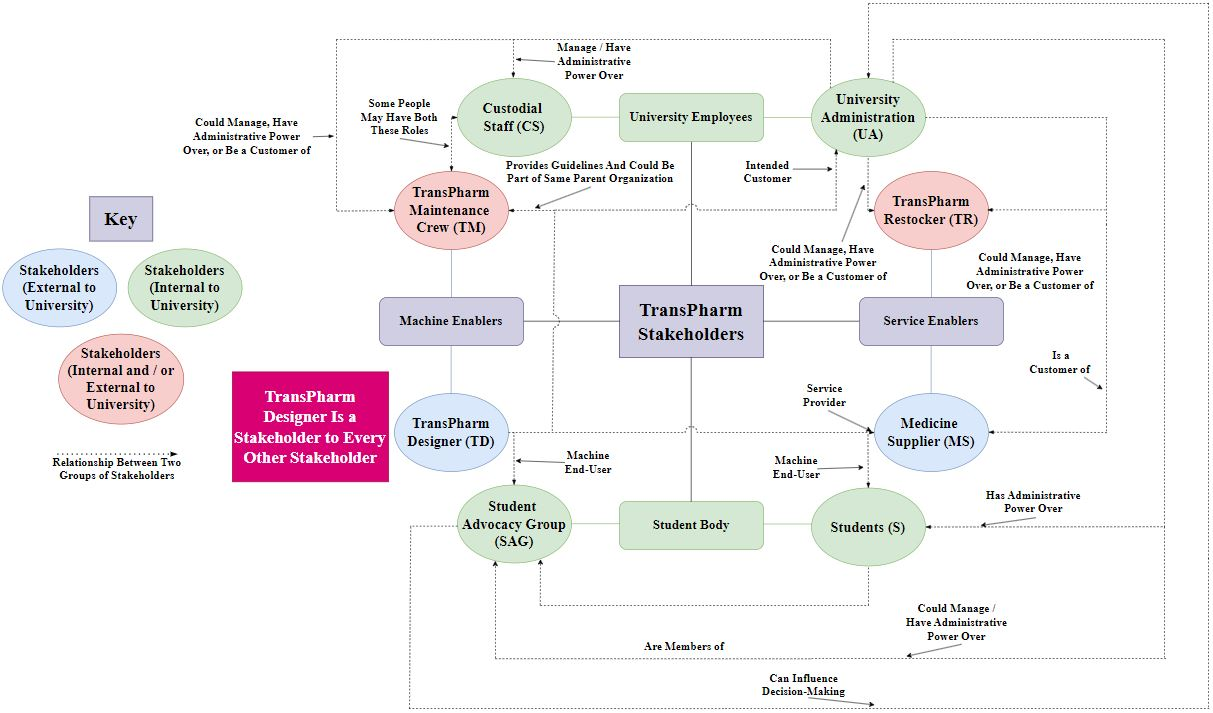 Manage / Have
Administrative
Power Over
Some People
May Have Both
These Roles
Custodial
Staff (CS)
University Employees
University
Administration
(UA)
Could Manage, Have
Administrative Power
Over, or Be a Customer of
Provides Guidelines And Could Be
Part of Same Parent Organization
Intended
Customer
TransPharm
Maintenance
Crew (TM)
TransPharm
Restocker (TR)
Key
Stakeholders
(External to
University)
Stakeholders
(Internal to
University)
Could Manage, Have
Administrative Power
Over, or Be a Customer of
Could Manage, Have
Administrative Power
Over, or Be a Customer of
Machine Enablers
TransPharm
Stakeholders
Service Enablers
Stakeholders
(Internal and / or
External to
University)
Is a
Customer of
TransPharm
Designer Is a
Stakeholder to Every
Other Stakeholder
TransPharm
Designer (TD)
Service
Provider
Medicine
Supplier (MS)
Relationship Between Two
Groups of Stakeholders
Machine
End-User
Machine
End-User
Student
Advocacy Group
(SAG)
Student Body
Students (S)
Has Administrative
Power Over
Could Manage /
Have Administrative
Power Over
Are Members of
Can Influence
Decision-Making